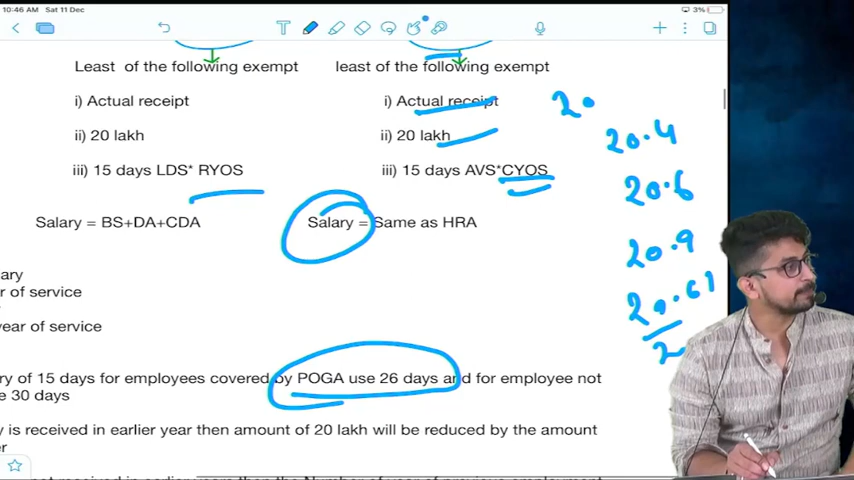 10:46 AM Sat 11 Dec
3%
T
Least of the following exempt
least of the following exempt
i) Actual receipt
i) Actual receipt
20
ii) 20 lakh
ii) 20 lakh
20.4
iii) 15 days LDS* RYOS
iii) 15 days AVS*CYOS
20.6
Salary = BS+DA+CDA
Salary = Same as HRA
20.9
ary
r of service
20.61
year of service
2
ry of 15 days for employees covered by POGA use 26 days and for employee not
e 30 days
y is received in earlier year then amount of 20 lakh will be reduced by the amount
er